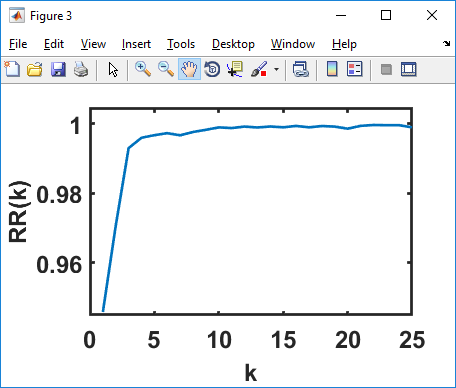 Figure 3
File Edit View Insert Tools Desktop Window Help
1
0.98
0.96
RR(k)
0 5 10 15 20 25
k